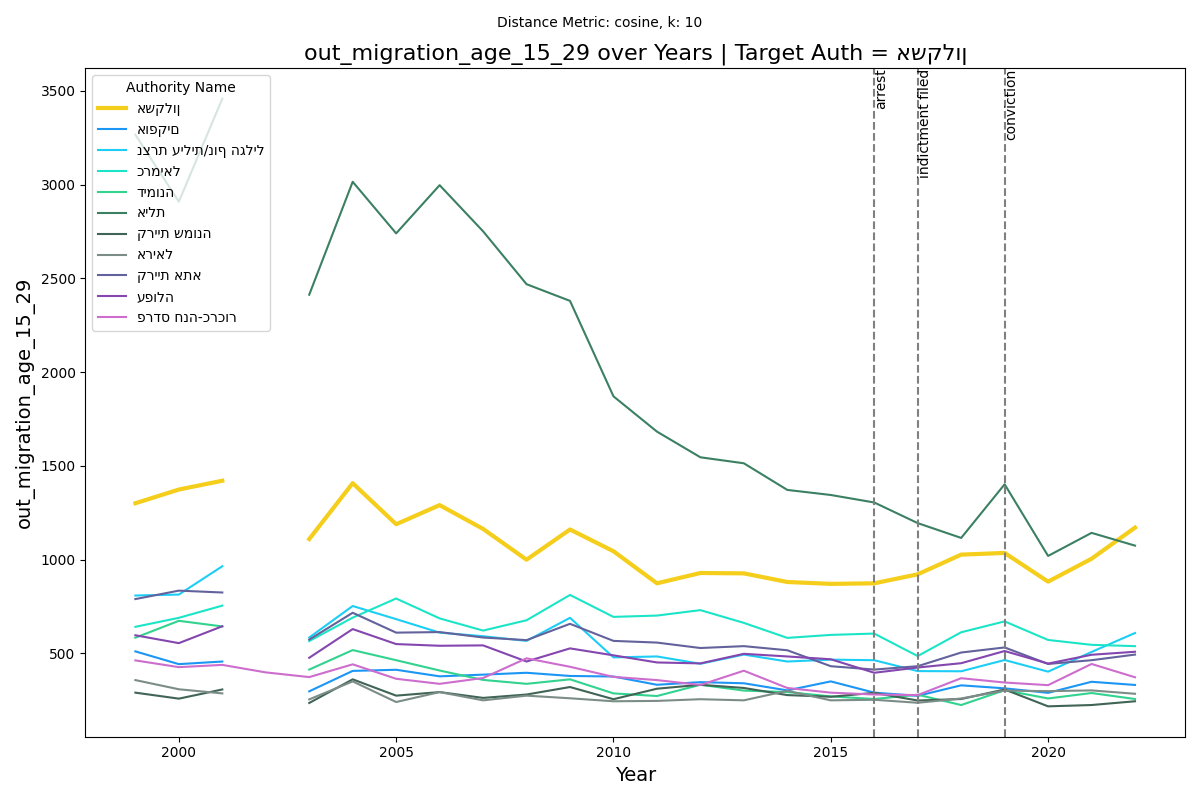 Distance Metric: cosine, k: 10
out_migration_age_15_29 over Years | Target Auth = אשקלון
Authority Name
אשקלון
אופקים
נצרת עילית/נוף הגליל
כרמיאל
דימונה
אילת
קריית שמונה
אריאל
קריית אתא
עפולה
פרדס חנה-כרכור
arrest
indictment filed
conviction
3500
3000
2500
2000
1500
1000
500
out_migration_age_15_29
2000
2005
2010
2015
2020
Year